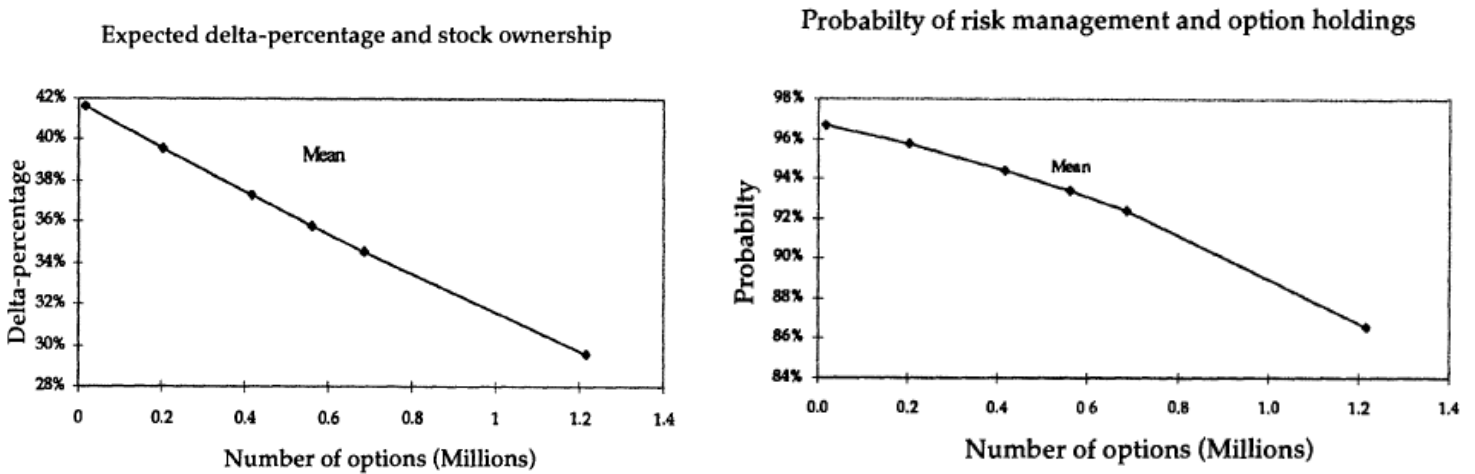 Expected delta-percentage and stock ownership
42%
40%
38%
36%
34%
32%
30%
28%
Delta-percentage
Mean
0 0.2 0.4 0.6 0.8 1 1.2 1.4
Number of options (Millions)
Probabilty of risk management and option holdings
98%
96%
94%
92%
90%
88%
86%
84%
Probabilty
Mean
0.0 0.2 0.4 0.6 0.8 1.0 1.2 1.4
Number of options (Millions)